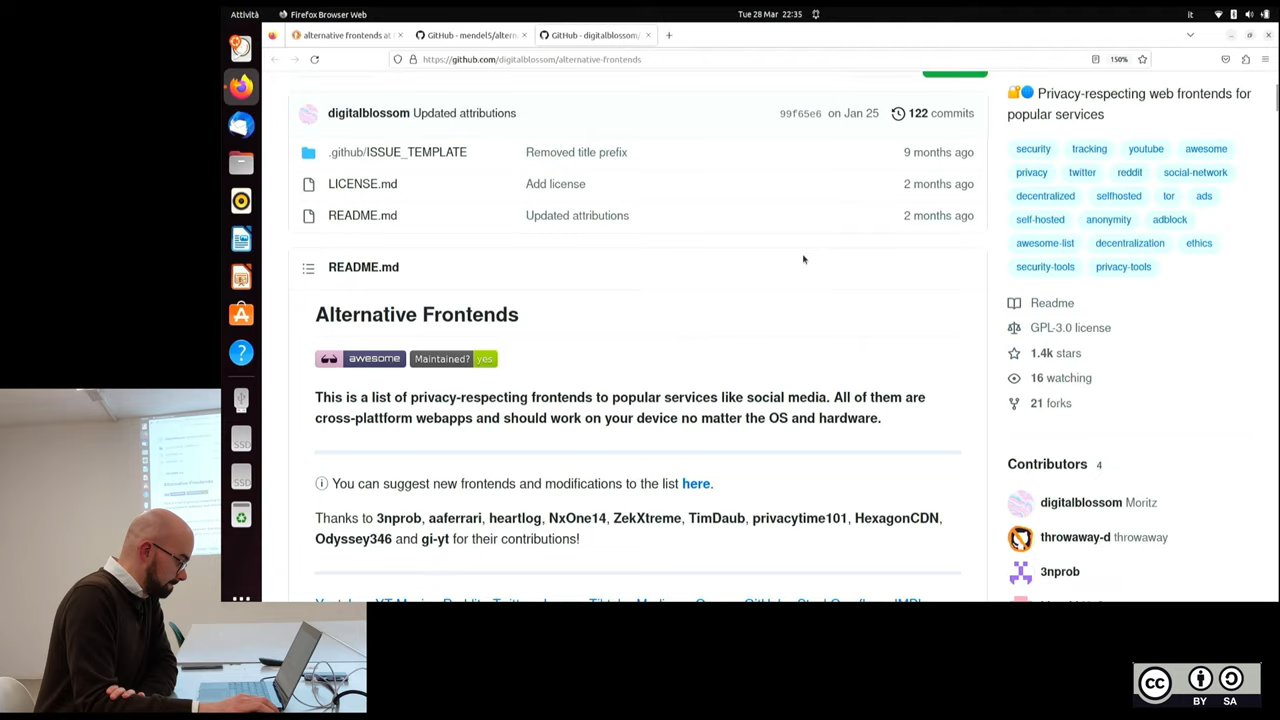 Attività
Firefox Browser Web
Tue 28 Mar 22:35
it
alternative frontends at
GitHub - mendel5/altern
GitHub - digitalblossom/
https://github.com/digitalblossom/alternative-frontends
150%
digitalblossom Updated attributions
99f65e6 on Jan 25
122 commits
.github/ISSUE_TEMPLATE
Removed title prefix
9 months ago
LICENSE.md
Add license
2 months ago
README.md
Updated attributions
2 months ago
README.md
Alternative Frontends
awesome
Maintained? yes
This is a list of privacy-respecting frontends to popular services like social media. All of them are
cross-plattform webapps and should work on your device no matter the OS and hardware.
You can suggest new frontends and modifications to the list here.
Thanks to 3nprob, aaferrari, heartlog, NxOne14, ZekXtreme, TimDaub, privacytime101, HexagonCDN,
Odyssey346 and gi-yt for their contributions!
Privacy-respecting web frontends for
popular services
security tracking youtube awesome
privacy twitter reddit social-network
decentralized selfhosted tor ads
self-hosted anonymity adblock
awesome-list decentralization ethics
security-tools privacy-tools
Readme
GPL-3.0 license
1.4k stars
16 watching
21 forks
Contributors 4
digitalblossom Moritz
throwaway-d throwaway
3nprob
SSD
SSD
cc
BY SA